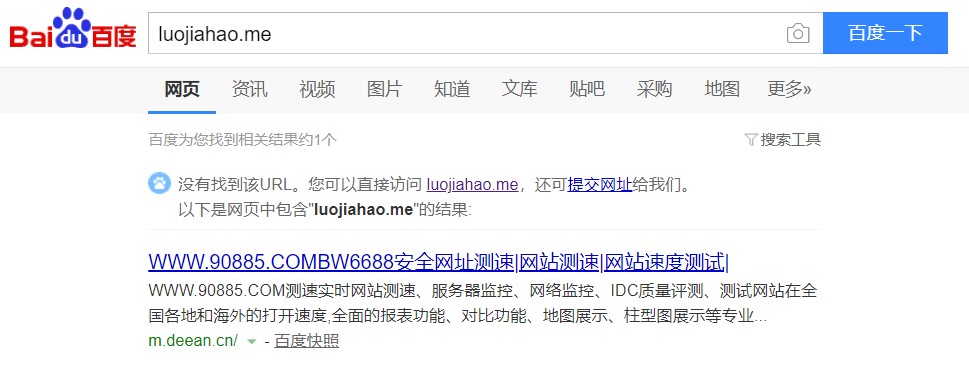 Bai du 百度 luojiahao.me 百度一下
网页 资讯 视频 图片 知道 文库 贴吧 采购 地图 更多»
百度为您找到相关结果约1个 搜索工具
没有找到该URL。您可以直接访问 luojiahao.me，还可提交网址给我们。
以下是网页中包含"luojiahao.me"的结果:
WWW.90885.COMBW6688安全网址测速|网站测速|网站速度测试|
WWW.90885.COM测速实时网站测速、服务器监控、网络监控、IDC质量评测、测试网站在全
国各地和海外的打开速度,全面的报表功能、对比功能、地图展示、柱型图展示等专业...
m.deean.cn/ - 百度快照